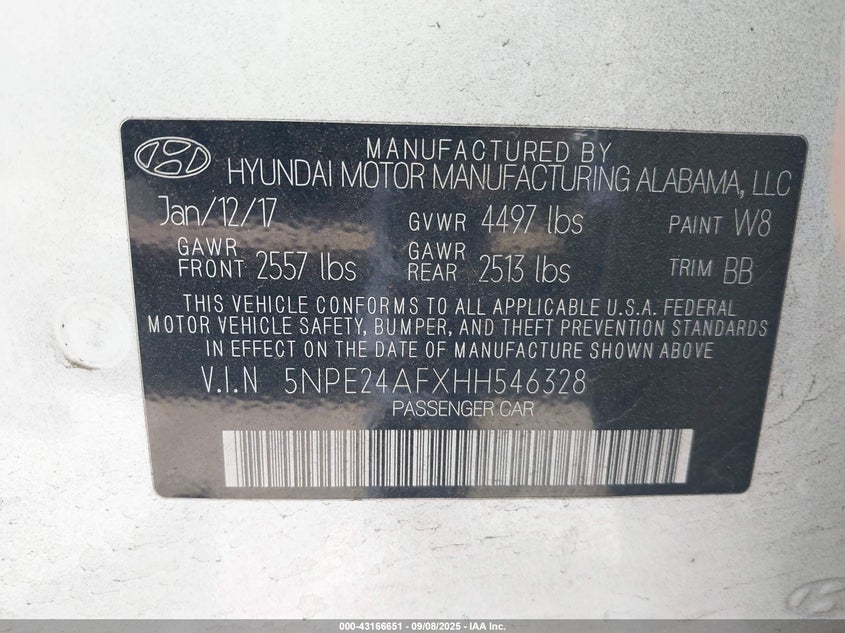 MANUFACTURED BY
HYUNDAI MOTOR MANUFACTURING ALABAMA, LLC
Jan/12/17 GVWR 4497 lbs PAINT W8
GAWR FRONT 2557 lbs GAWR REAR 2513 lbs TRIM BB
THIS VEHICLE CONFORMS TO ALL APPLICABLE U.S.A. FEDERAL
MOTOR VEHICLE SAFETY, BUMPER, AND THEFT PREVENTION STANDARDS
IN EFFECT ON THE DATE OF MANUFACTURE SHOWN ABOVE
V.I.N 5NPE24AFXHH546328
PASSENGER CAR
000-43166651 - 09/08/2025 - IAA Inc.